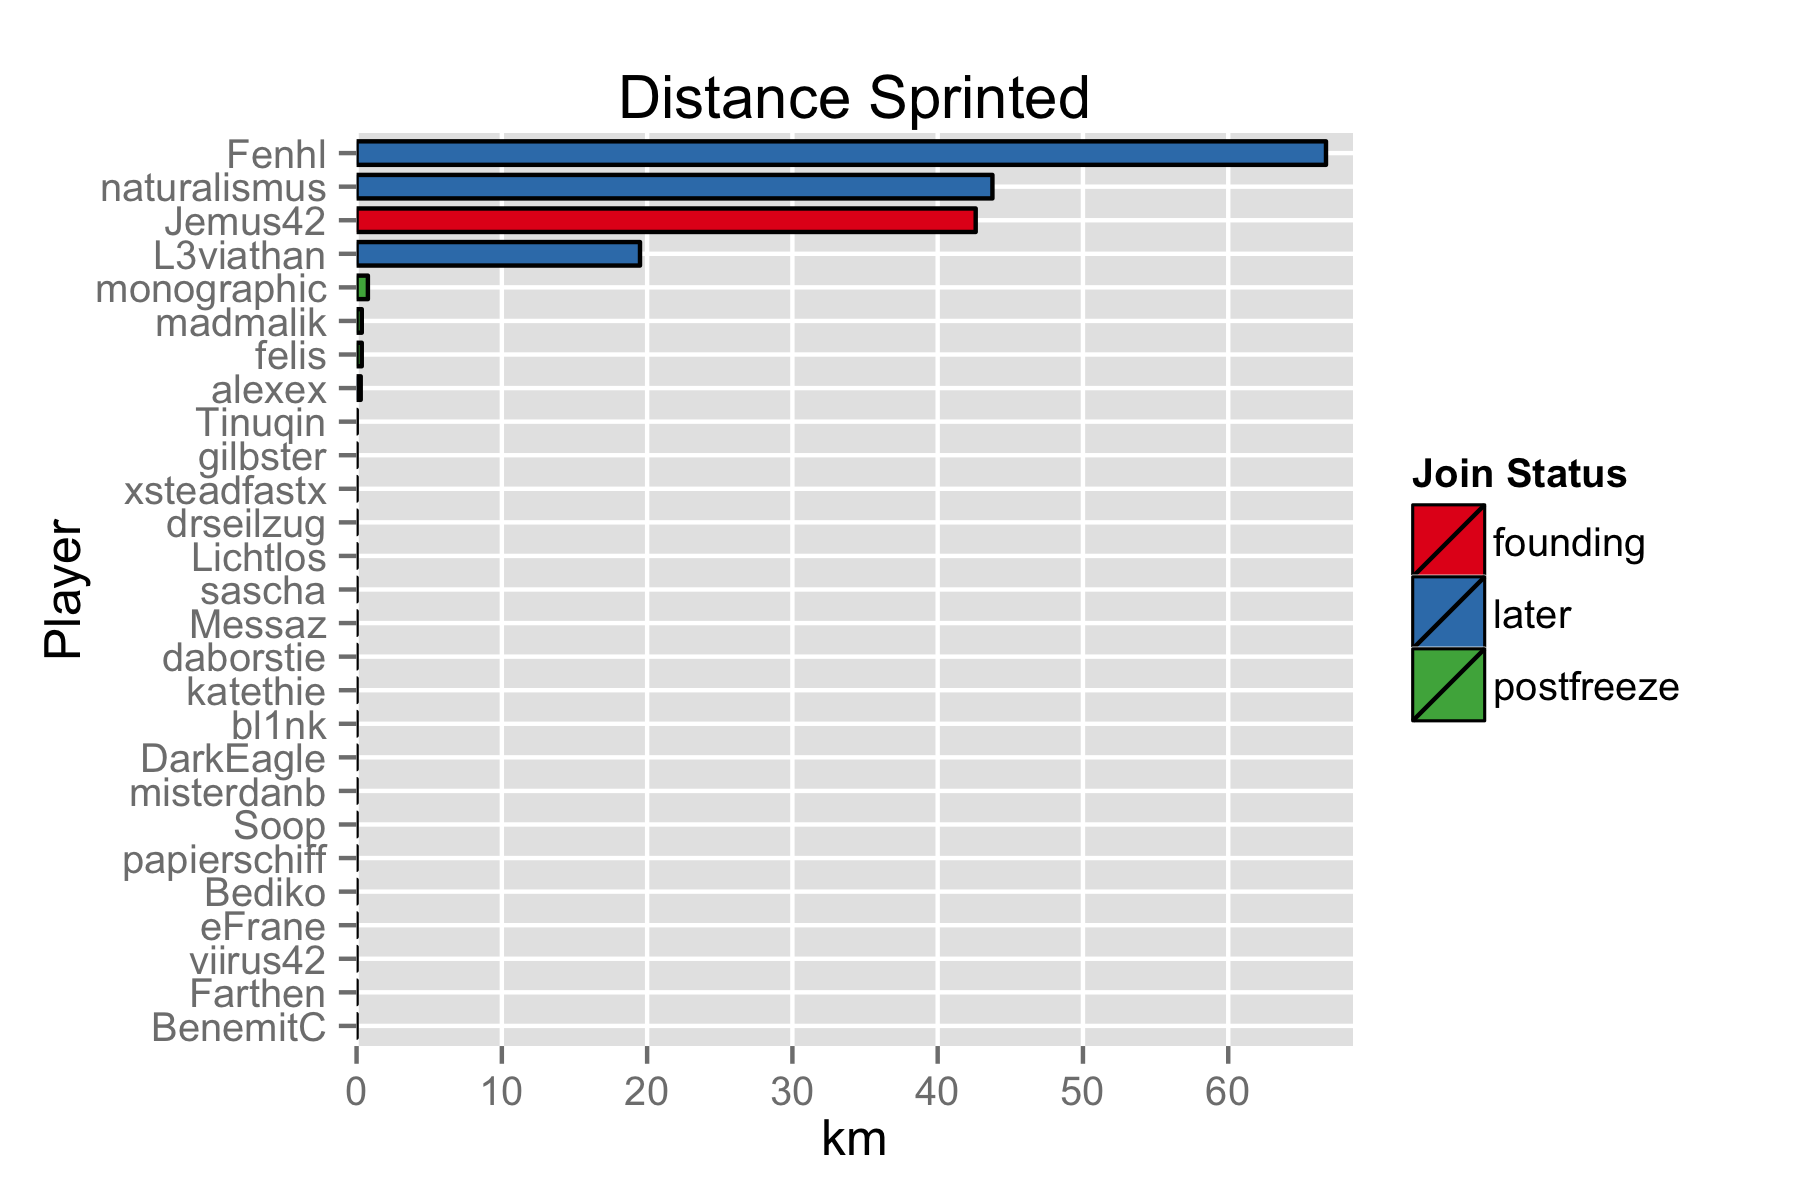 Distance Sprinted
Player
Fenhl
naturalismus
Jemus42
L3viathan
monographic
madmalik
felis
alexex
Tinuqin
gilbster
xsteadfastx
drseilzug
Lichtlos
sascha
Messaz
daborstie
katethie
bl1nk
DarkEagle
misterdanb
Soop
papierschiff
Bediko
eFrane
viirus42
Farthen
BenemitC
0 10 20 30 40 50 60
km
Join Status
founding
later
postfreeze